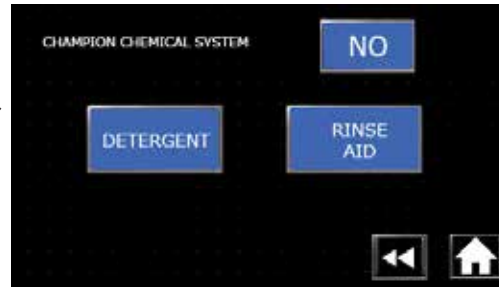 CHAMPION CHEMICAL SYSTEM
NO
DETERGENT
RINSE
AID